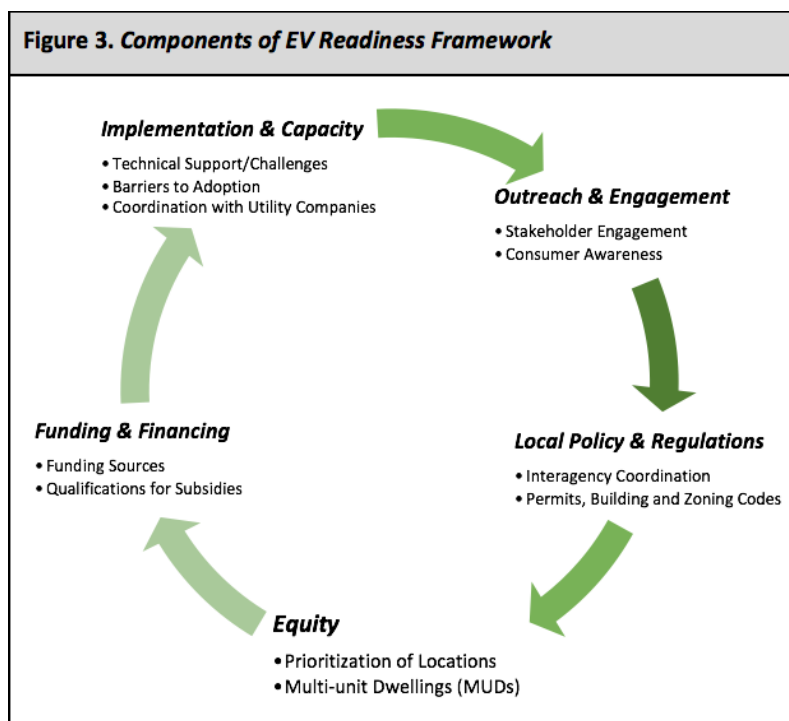 Figure 3. Components of EV Readiness Framework
Implementation & Capacity
• Technical Support/Challenges
• Barriers to Adoption
• Coordination with Utility Companies
Outreach & Engagement
• Stakeholder Engagement
• Consumer Awareness
Local Policy & Regulations
• Interagency Coordination
• Permits, Building and Zoning Codes
Equity
• Prioritization of Locations
• Multi-unit Dwellings (MUDs)
Funding & Financing
• Funding Sources
• Qualifications for Subsidies